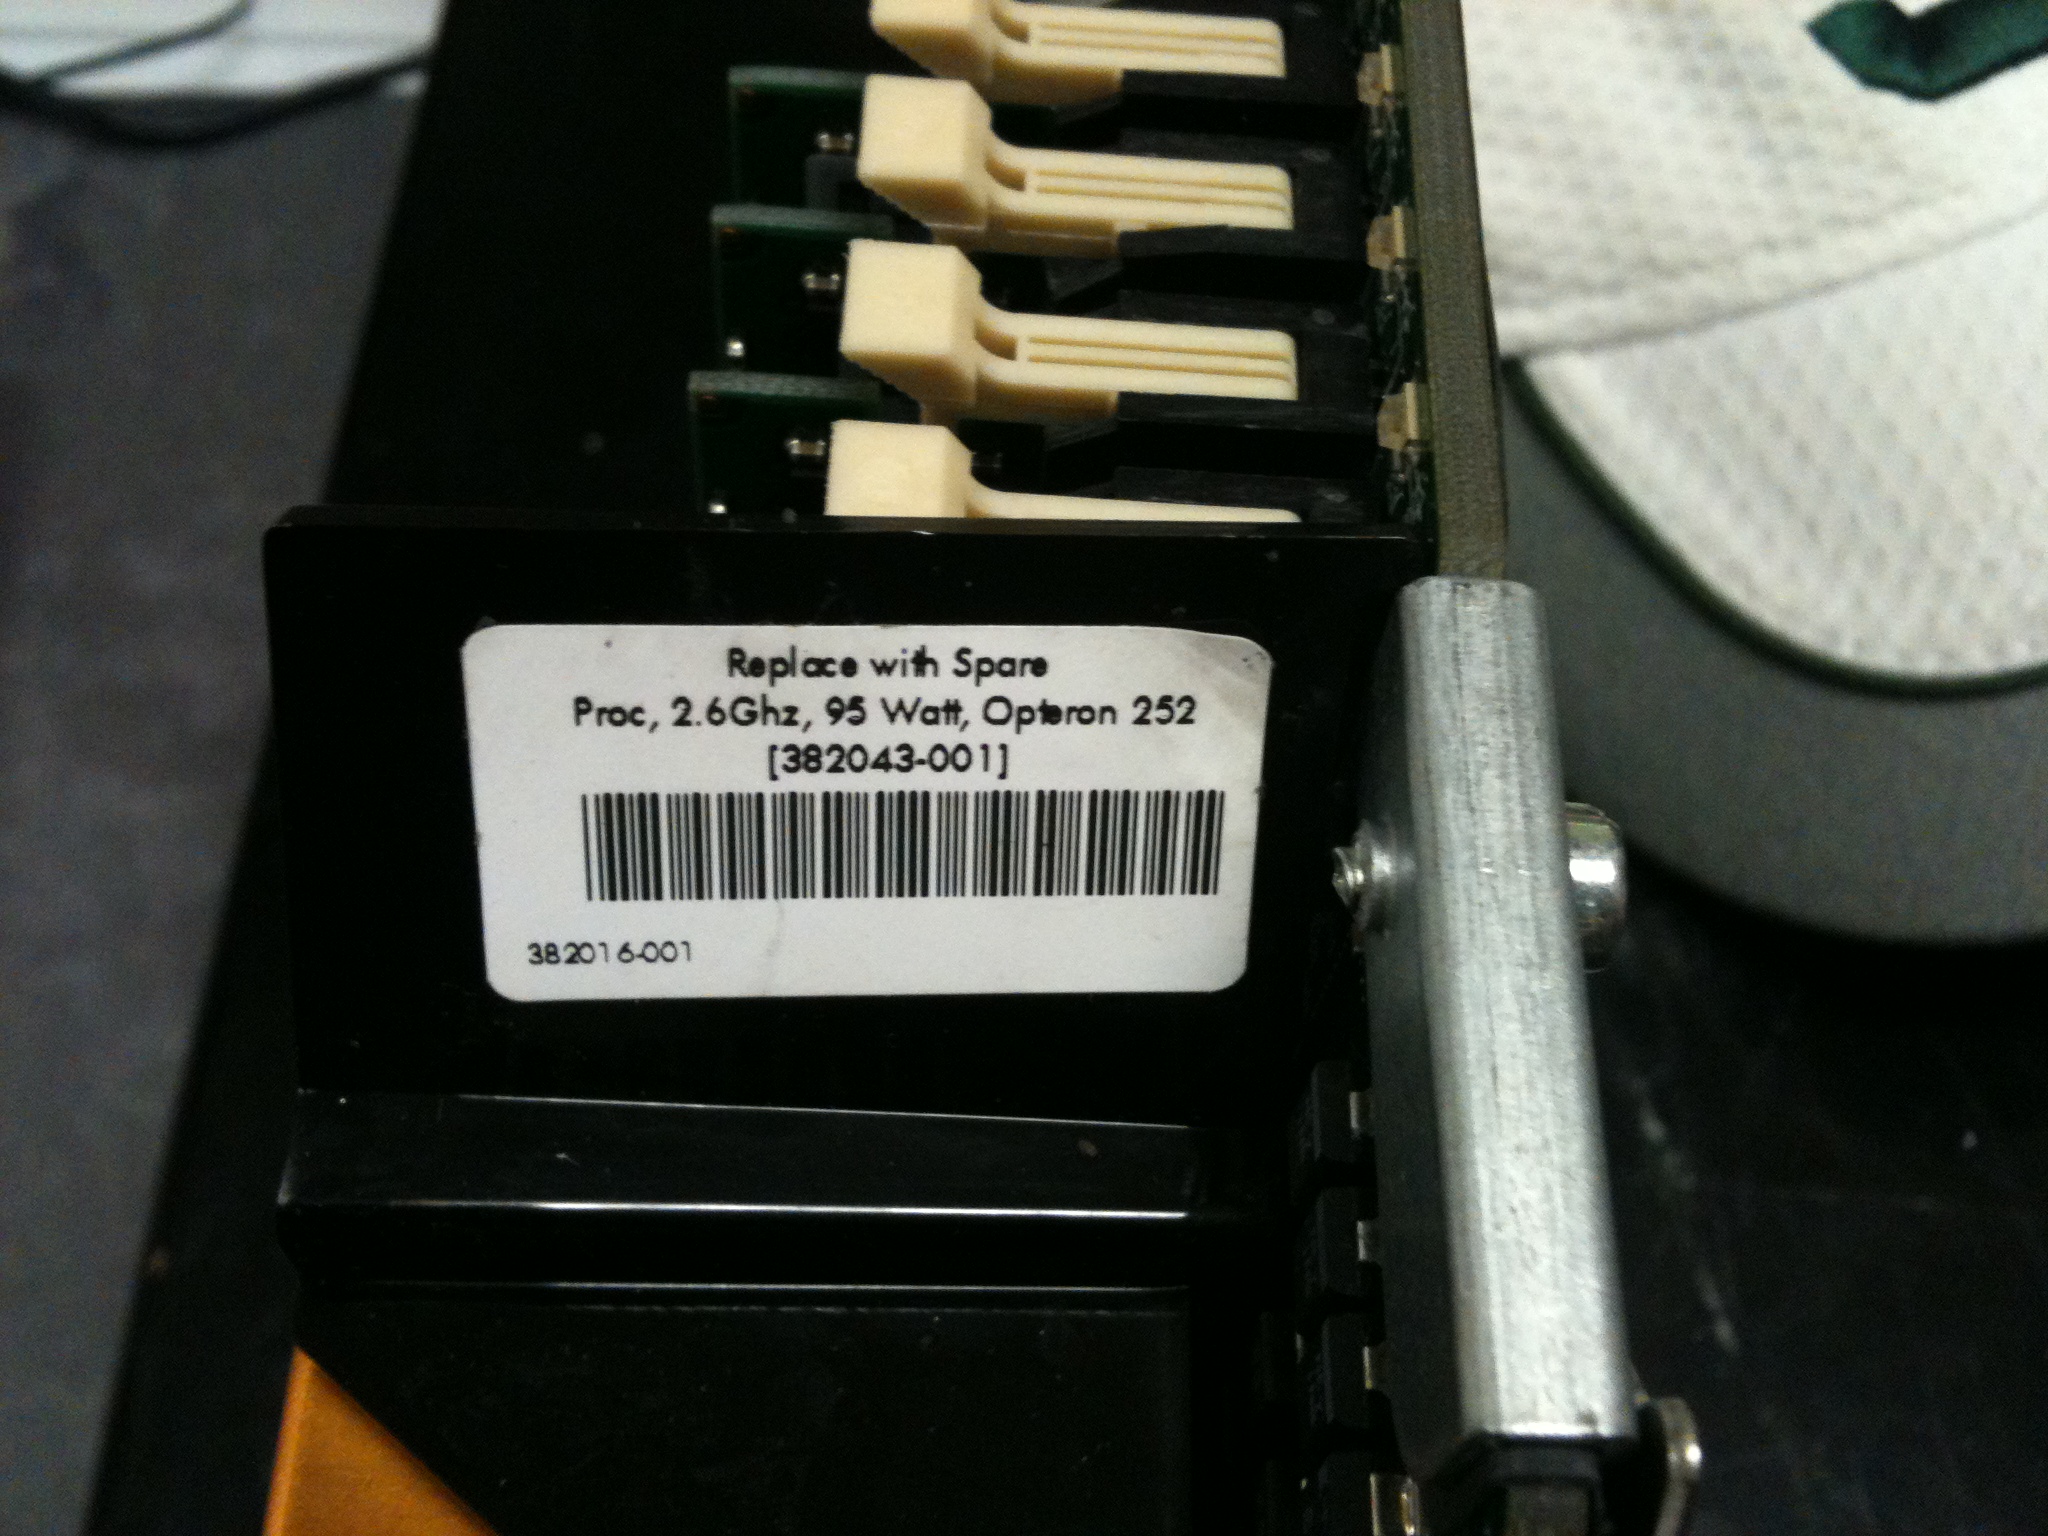 Replace with Spare
Proc, 2.6Ghz, 95 Watt, Opteron 252
[382043-001]
382016-001